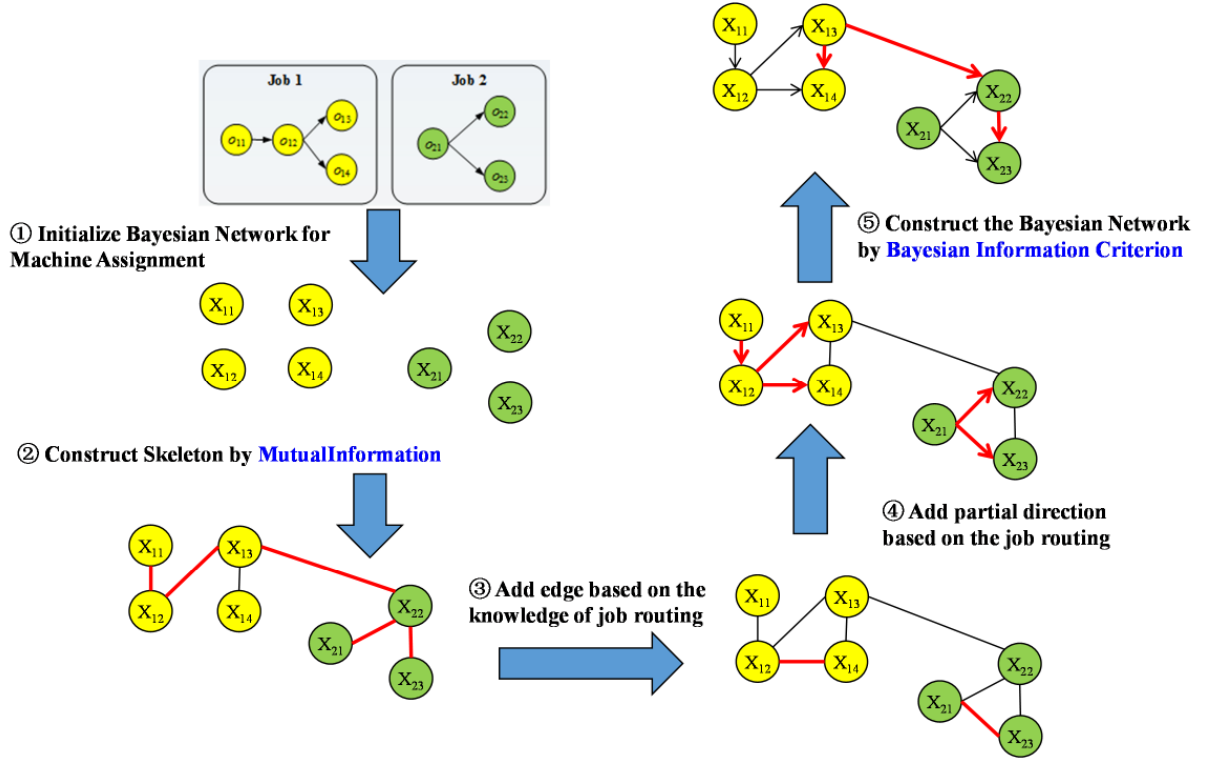 Job 1
Job 2
o11
o12
o13
o14
o21
o22
o23
① Initialize Bayesian Network for
Machine Assignment
X11
X13
X12
X14
X21
X22
X23
② Construct Skeleton by MutualInformation
X11
X13
X12
X14
X22
X21
X23
③ Add edge based on the
knowledge of job routing
X11
X13
X12
X14
X22
X21
X23
④ Add partial direction
based on the job routing
X11
X13
X12
X14
X22
X21
X23
⑤ Construct the Bayesian Network
by Bayesian Information Criterion
X11
X13
X12
X14
X22
X21
X23